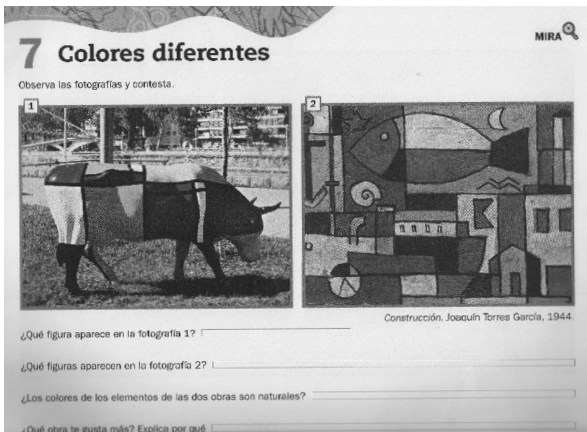 MIRA
7 Colores diferentes
Observa las fotografías y contesta.
1
2
Construcción. Joaquín Torres García, 1944.
¿Qué figura aparece en la fotografía 1?
¿Qué figuras aparecen en la fotografía 2?
¿Los colores de los elementos de las dos obras son naturales?
¿Qué obra te gusta más? Explica por qué